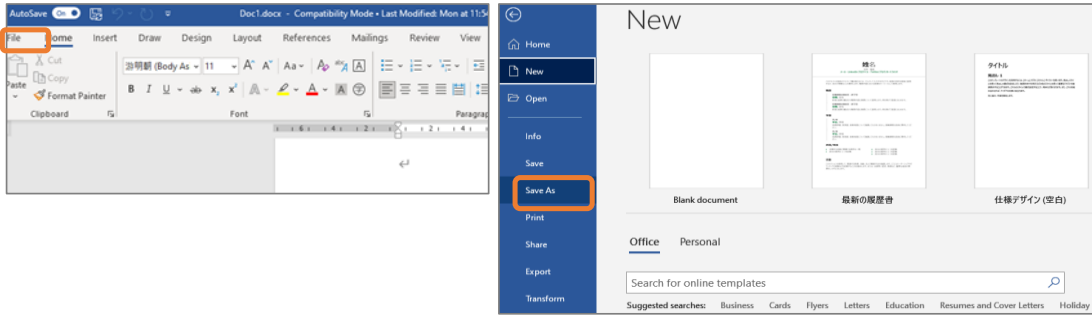 AutoSave On Doc1.docx - Compatibility Mode • Last Modified: Mon at 11:54
File Home Insert Draw Design Layout References Mailings Review View
Cut
Copy
Paste
Format Painter
游明朝 (Body As 11
Clipboard Font Paragrap
New
Home
New
Open
Info
Save
Save As
Print
Share
Export
Transform
姓名
タイトル
Blank document 最新の履歴書 仕様デザイン (空白)
Office Personal
Search for online templates
Suggested searches: Business Cards Flyers Letters Education Resumes and Cover Letters Holiday